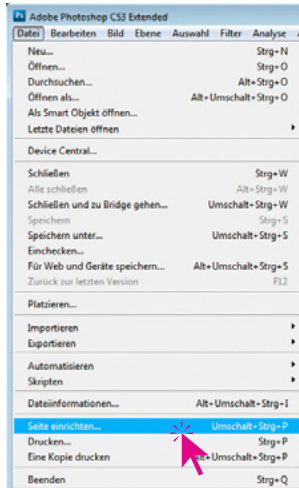 Adobe Photoshop CS3 Extended
Datei Bearbeiten Bild Ebene Auswahl Filter Analyse
Neu... Strg+N
Öffnen... Strg+O
Durchsuchen... Alt+Strg+O
Öffnen als... Alt+Umschalt+Strg+O
Als Smart Objekt öffnen...
Letzte Dateien öffnen
Device Central...
Schließen Strg+W
Alle schließen Alt+Strg+W
Schließen und zu Bridge gehen... Umschalt+Strg+W
Speichern Strg+S
Speichern unter... Umschalt+Strg+S
Einchecken...
Für Web und Geräte speichern... Alt+Umschalt+Strg+S
Zurück zur letzten Version F12
Platzieren...
Importieren
Exportieren
Automatisieren
Skripten
Dateiinformationen... Alt+Umschalt+Strg+I
Seite einrichten... Umschalt+Strg+P
Drucken... Strg+P
Eine Kopie drucken Alt+Umschalt+Strg+P
Beenden Strg+Q